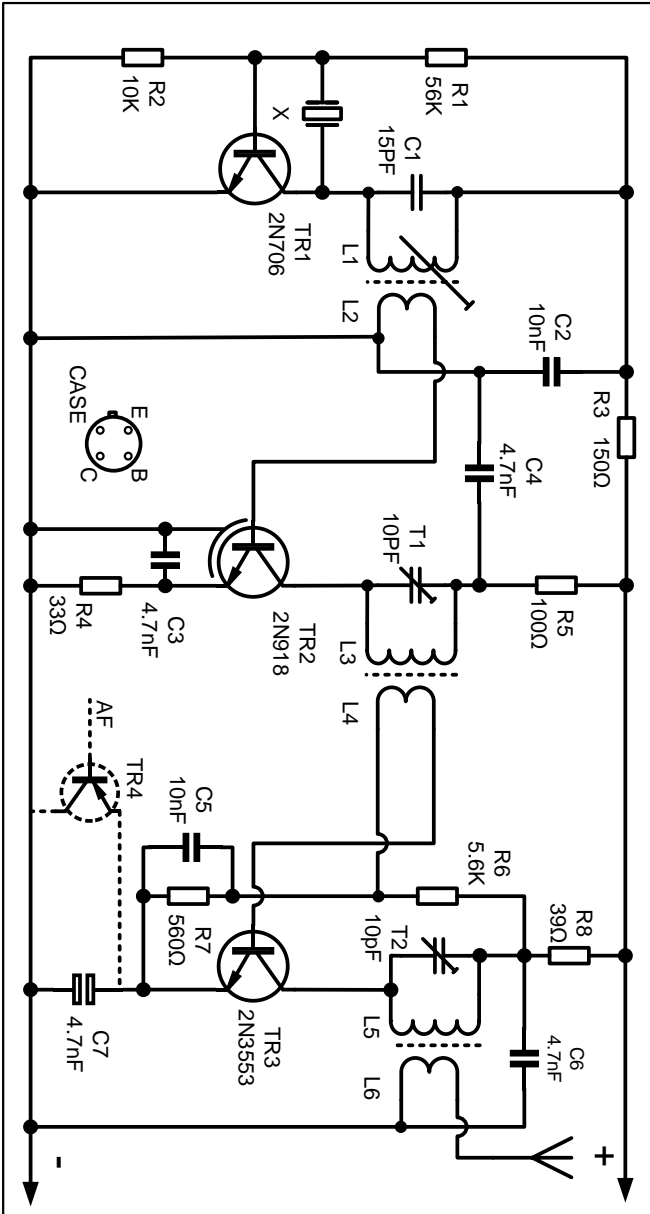 R1
56K
R2
10K
X
C1
15PF
TR1
2N706
L1
L2
C2
10nF
R3
150Ω
C4
4.7nF
CASE
E
B
C
T1
10PF
R5
100Ω
TR2
2N918
C3
4.7nF
R4
33Ω
L3
L4
AF
TR4
C5
10nF
R6
5.6K
R7
560Ω
T2
10pF
R8
39Ω
TR3
2N3553
L5
L6
C6
4.7nF
C7
4.7nF
+
-